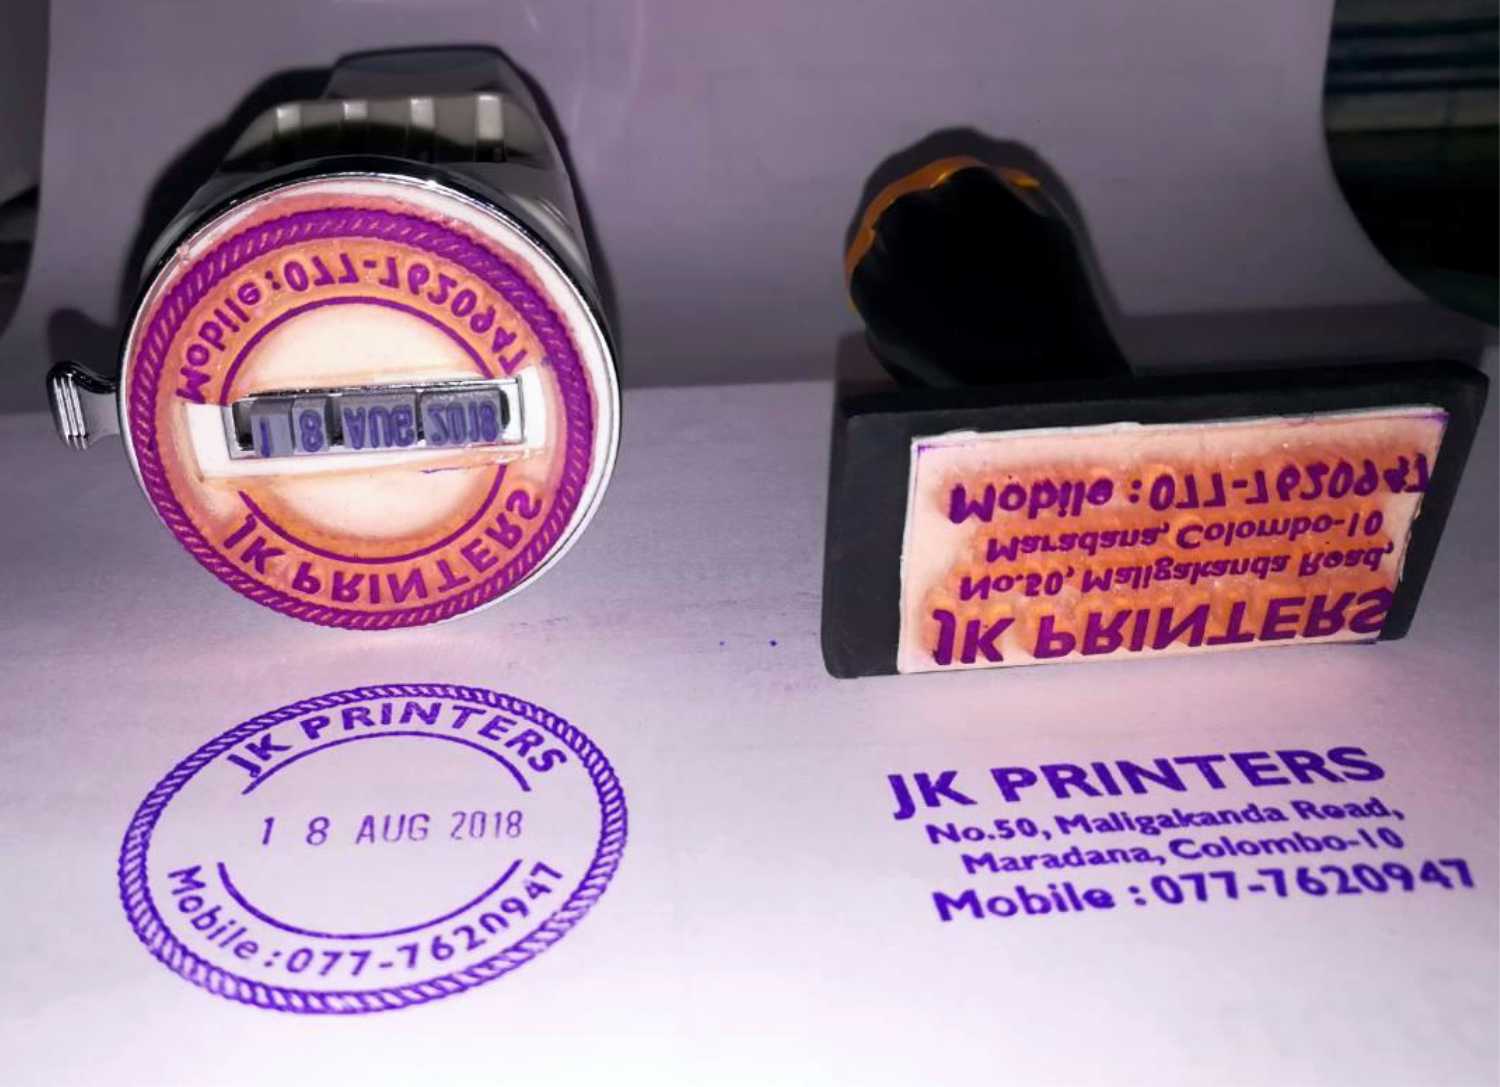 Mobile:077-7620947
1 8 AUG 2018
JK PRINTERS
Mobile : 077-7620947
Maradana, Colombo-10
No.50, Maligakanda Road,
JK PRINTERS
JK PRINTERS
1 8 AUG 2018
Mobile:077-7620947
JK PRINTERS
No.50, Maligakanda Road,
Maradana, Colombo-10
Mobile : 077-7620947